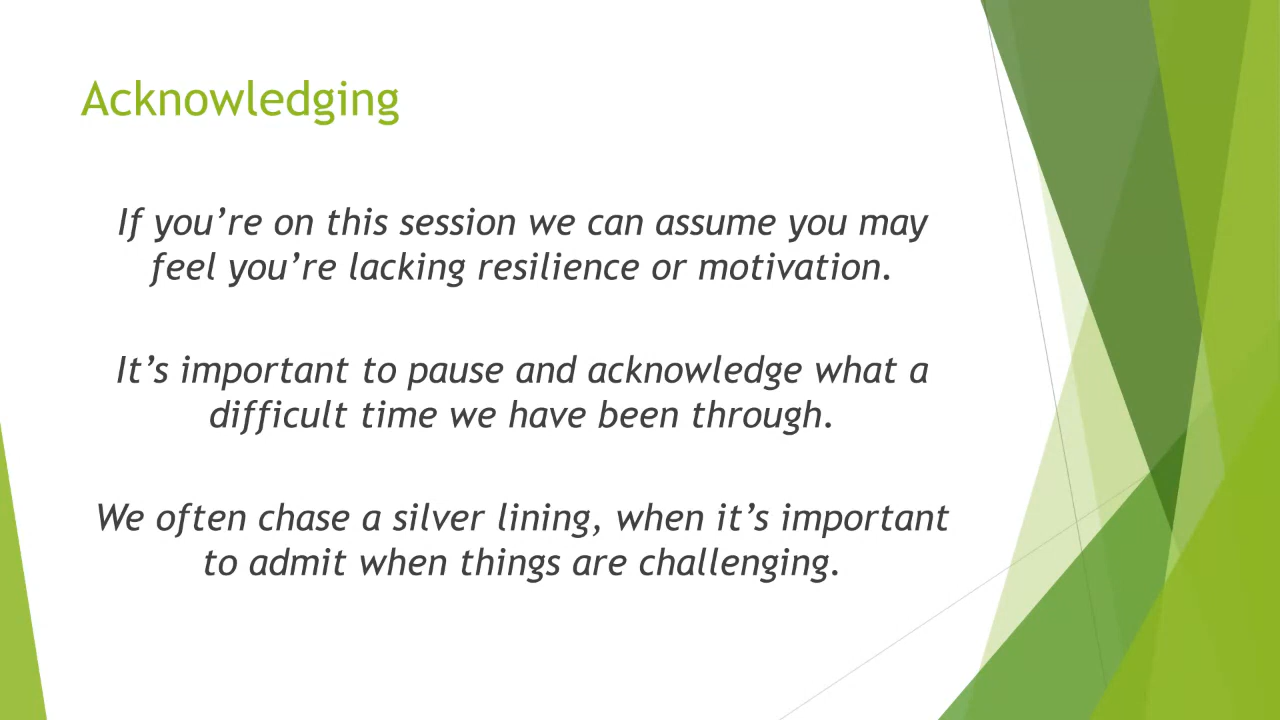 Acknowledging
If you’re on this session we can assume you may
feel you’re lacking resilience or motivation.
It’s important to pause and acknowledge what a
difficult time we have been through.
We often chase a silver lining, when it’s important
to admit when things are challenging.